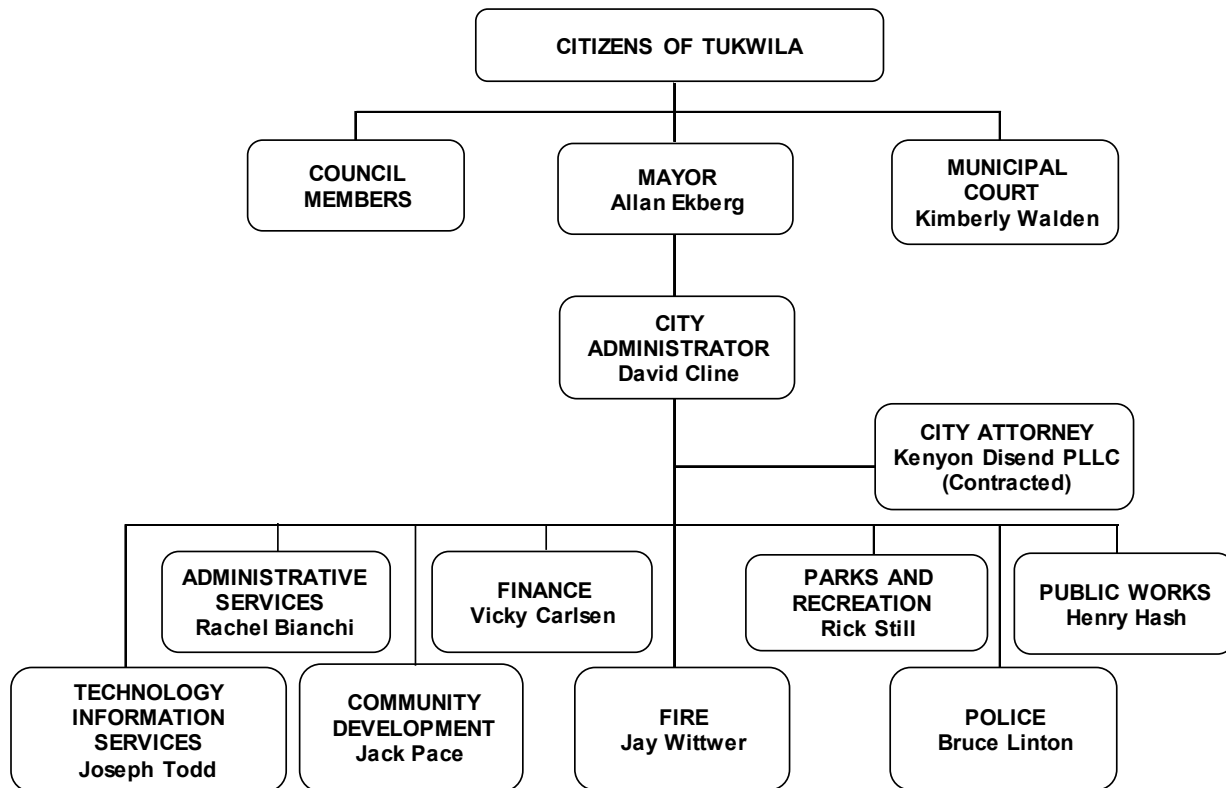 CITIZENS OF TUKWILA
COUNCIL
MEMBERS
MAYOR
Allan Ekberg
MUNICIPAL
COURT
Kimberly Walden
CITY
ADMINISTRATOR
David Cline
CITY ATTORNEY
Kenyon Disend PLLC
(Contracted)
ADMINISTRATIVE
SERVICES
Rachel Bianchi
FINANCE
Vicky Carlsen
PARKS AND
RECREATION
Rick Still
PUBLIC WORKS
Henry Hash
TECHNOLOGY
INFORMATION
SERVICES
Joseph Todd
COMMUNITY
DEVELOPMENT
Jack Pace
FIRE
Jay Wittwer
POLICE
Bruce Linton